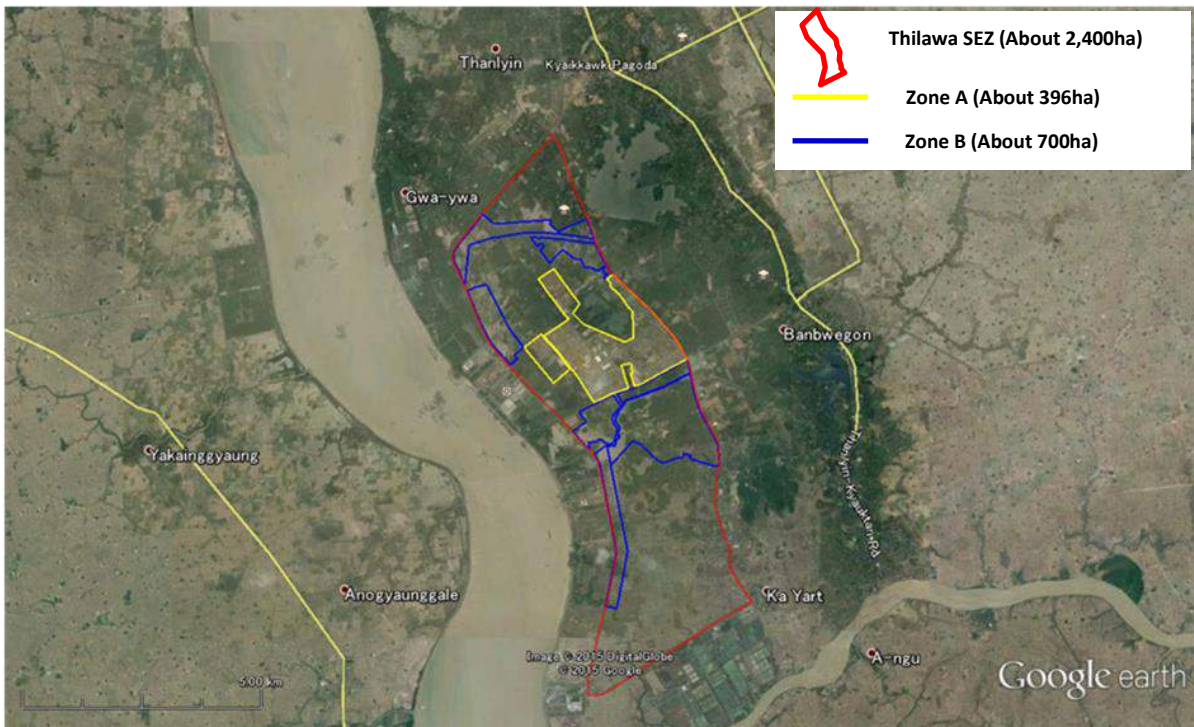 Thilawa SEZ (About 2,400ha)
Zone A (About 396ha)
Zone B (About 700ha)
Thanlyin
Kyaikkawk Pagoda
Gwa-ywa
Banbwegon
Yakainggyaung
Thanlyin-Kyauktan Rd
Anogyaunggale
Ka Yart
A-ngu
Image © 2015 DigitalGlobe
© 2015 Google
5.00 km
Google earth